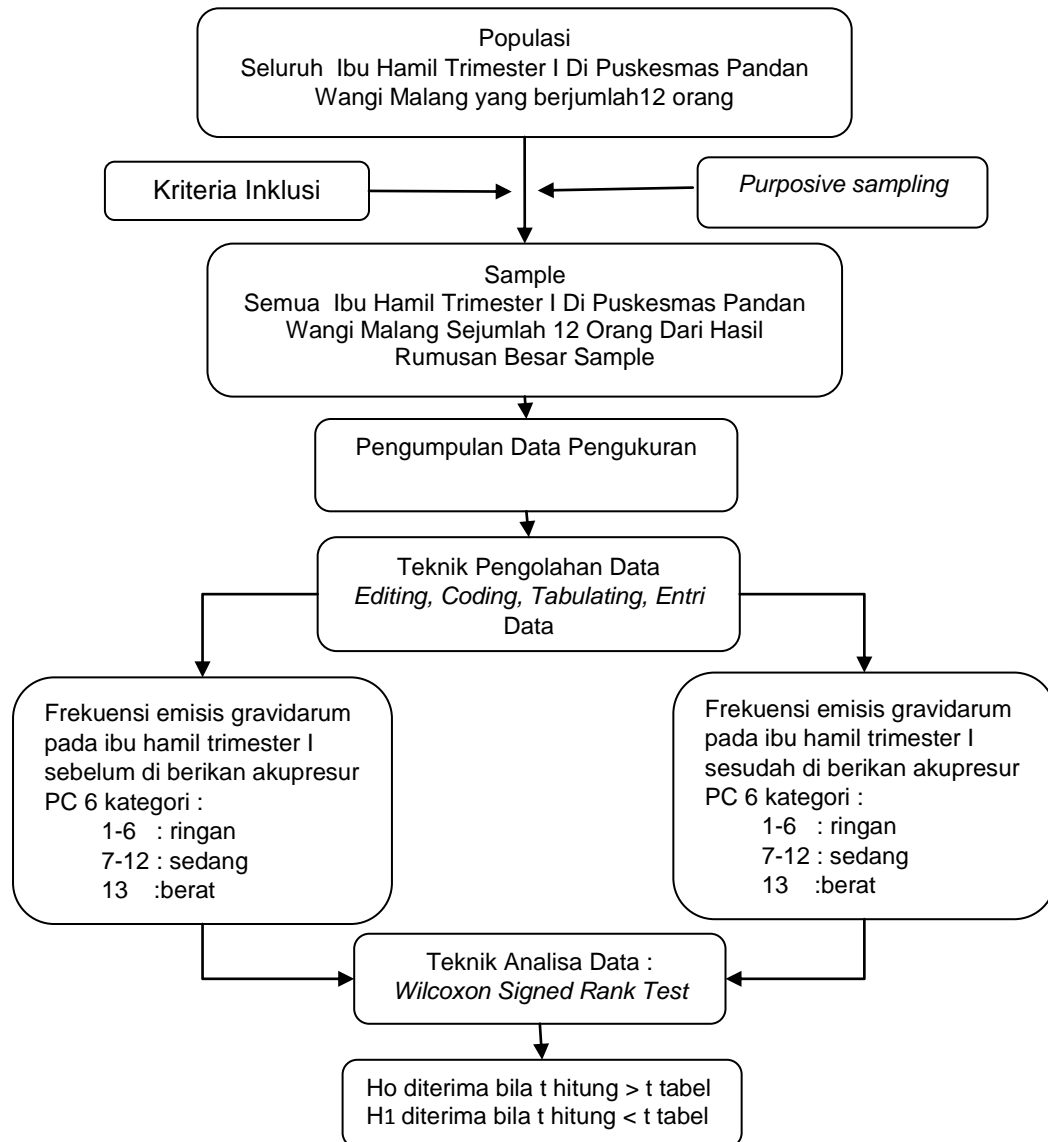 Populasi
Seluruh Ibu Hamil Trimester I Di Puskesmas Pandan
Wangi Malang yang berjumlah12 orang
Kriteria Inklusi
Purposive sampling
Sample
Semua Ibu Hamil Trimester I Di Puskesmas Pandan
Wangi Malang Sejumlah 12 Orang Dari Hasil
Rumusan Besar Sample
Pengumpulan Data Pengukuran
Teknik Pengolahan Data
Editing, Coding, Tabulating, Entri
Data
Frekuensi emisis gravidarum
pada ibu hamil trimester I
sebelum di berikan akupresur
PC 6 kategori :
1-6 : ringan
7-12 : sedang
13 :berat
Frekuensi emisis gravidarum
pada ibu hamil trimester I
sesudah di berikan akupresur
PC 6 kategori :
1-6 : ringan
7-12 : sedang
13 :berat
Teknik Analisa Data :
Wilcoxon Signed Rank Test
Ho diterima bila t hitung > t tabel
H1 diterima bila t hitung < t tabel